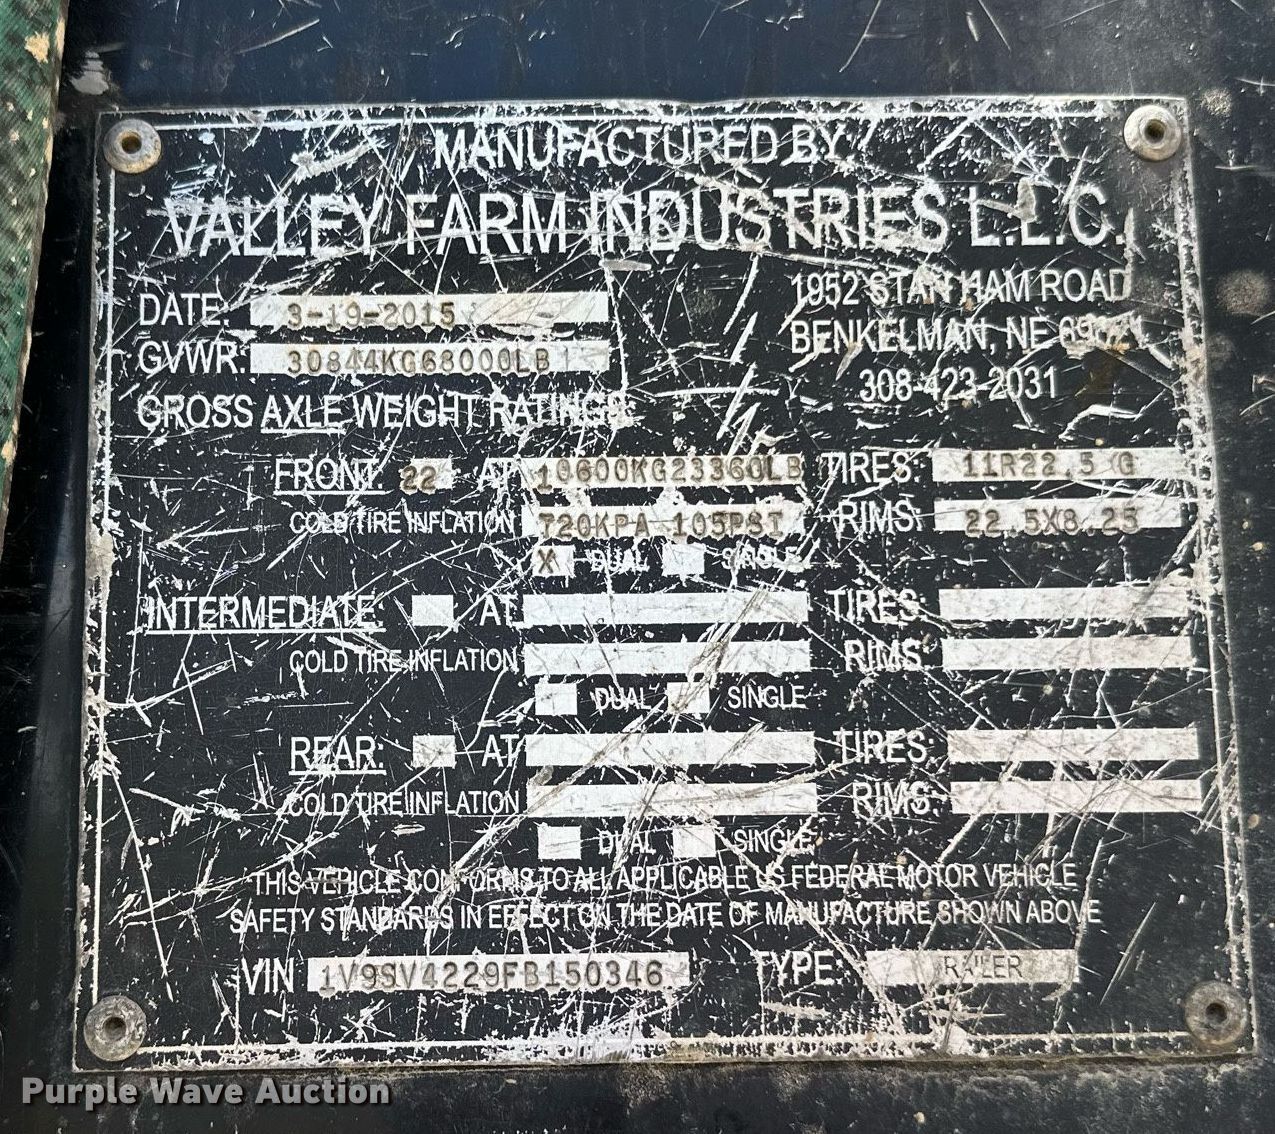 MANUFACTURED BY
VALLEY FARM INDUSTRIES L.L.C.
1952 STAN HAM ROAD
BENKELMAN, NE
308-423-2031
DATE: 3-19-2015
GVWR: 30844KG68000LB
GROSS AXLE WEIGHT RATINGS
FRONT: 22 AT 10600KG23360LB TIRES: 11R22.5 G
COLD TIRE INFLATION 720KPA 105PSI RIMS: 22.5X8.25
X DUAL SINGLE
INTERMEDIATE: AT TIRES:
COLD TIRE INFLATION RIMS:
DUAL SINGLE
REAR: AT TIRES:
COLD TIRE INFLATION RIMS:
DUAL SINGLE
THIS VEHICLE CONFORMS TO ALL APPLICABLE US FEDERAL MOTOR VEHICLE
SAFETY STANDARDS IN EFFECT ON THE DATE OF MANUFACTURE SHOWN ABOVE
VIN 1V9SV4229FB150346 TYPE: TRAILER
Purple Wave Auction